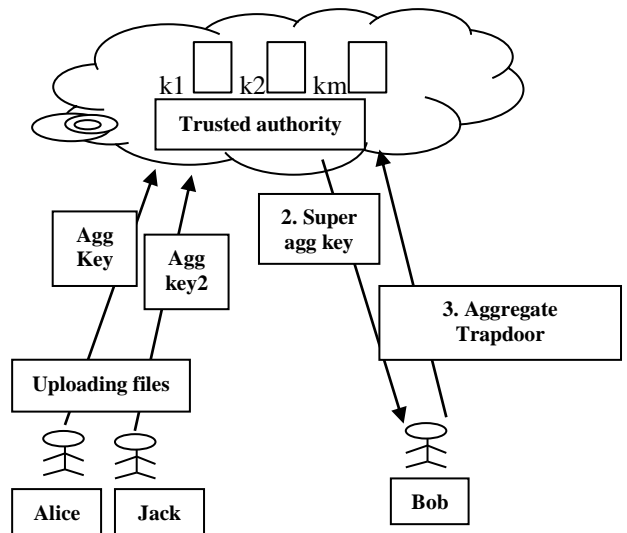 k1 k2 km
Trusted authority
Agg
Key
Agg
key2
2. Super
agg key
3. Aggregate
Trapdoor
Uploading files
Alice
Jack
Bob